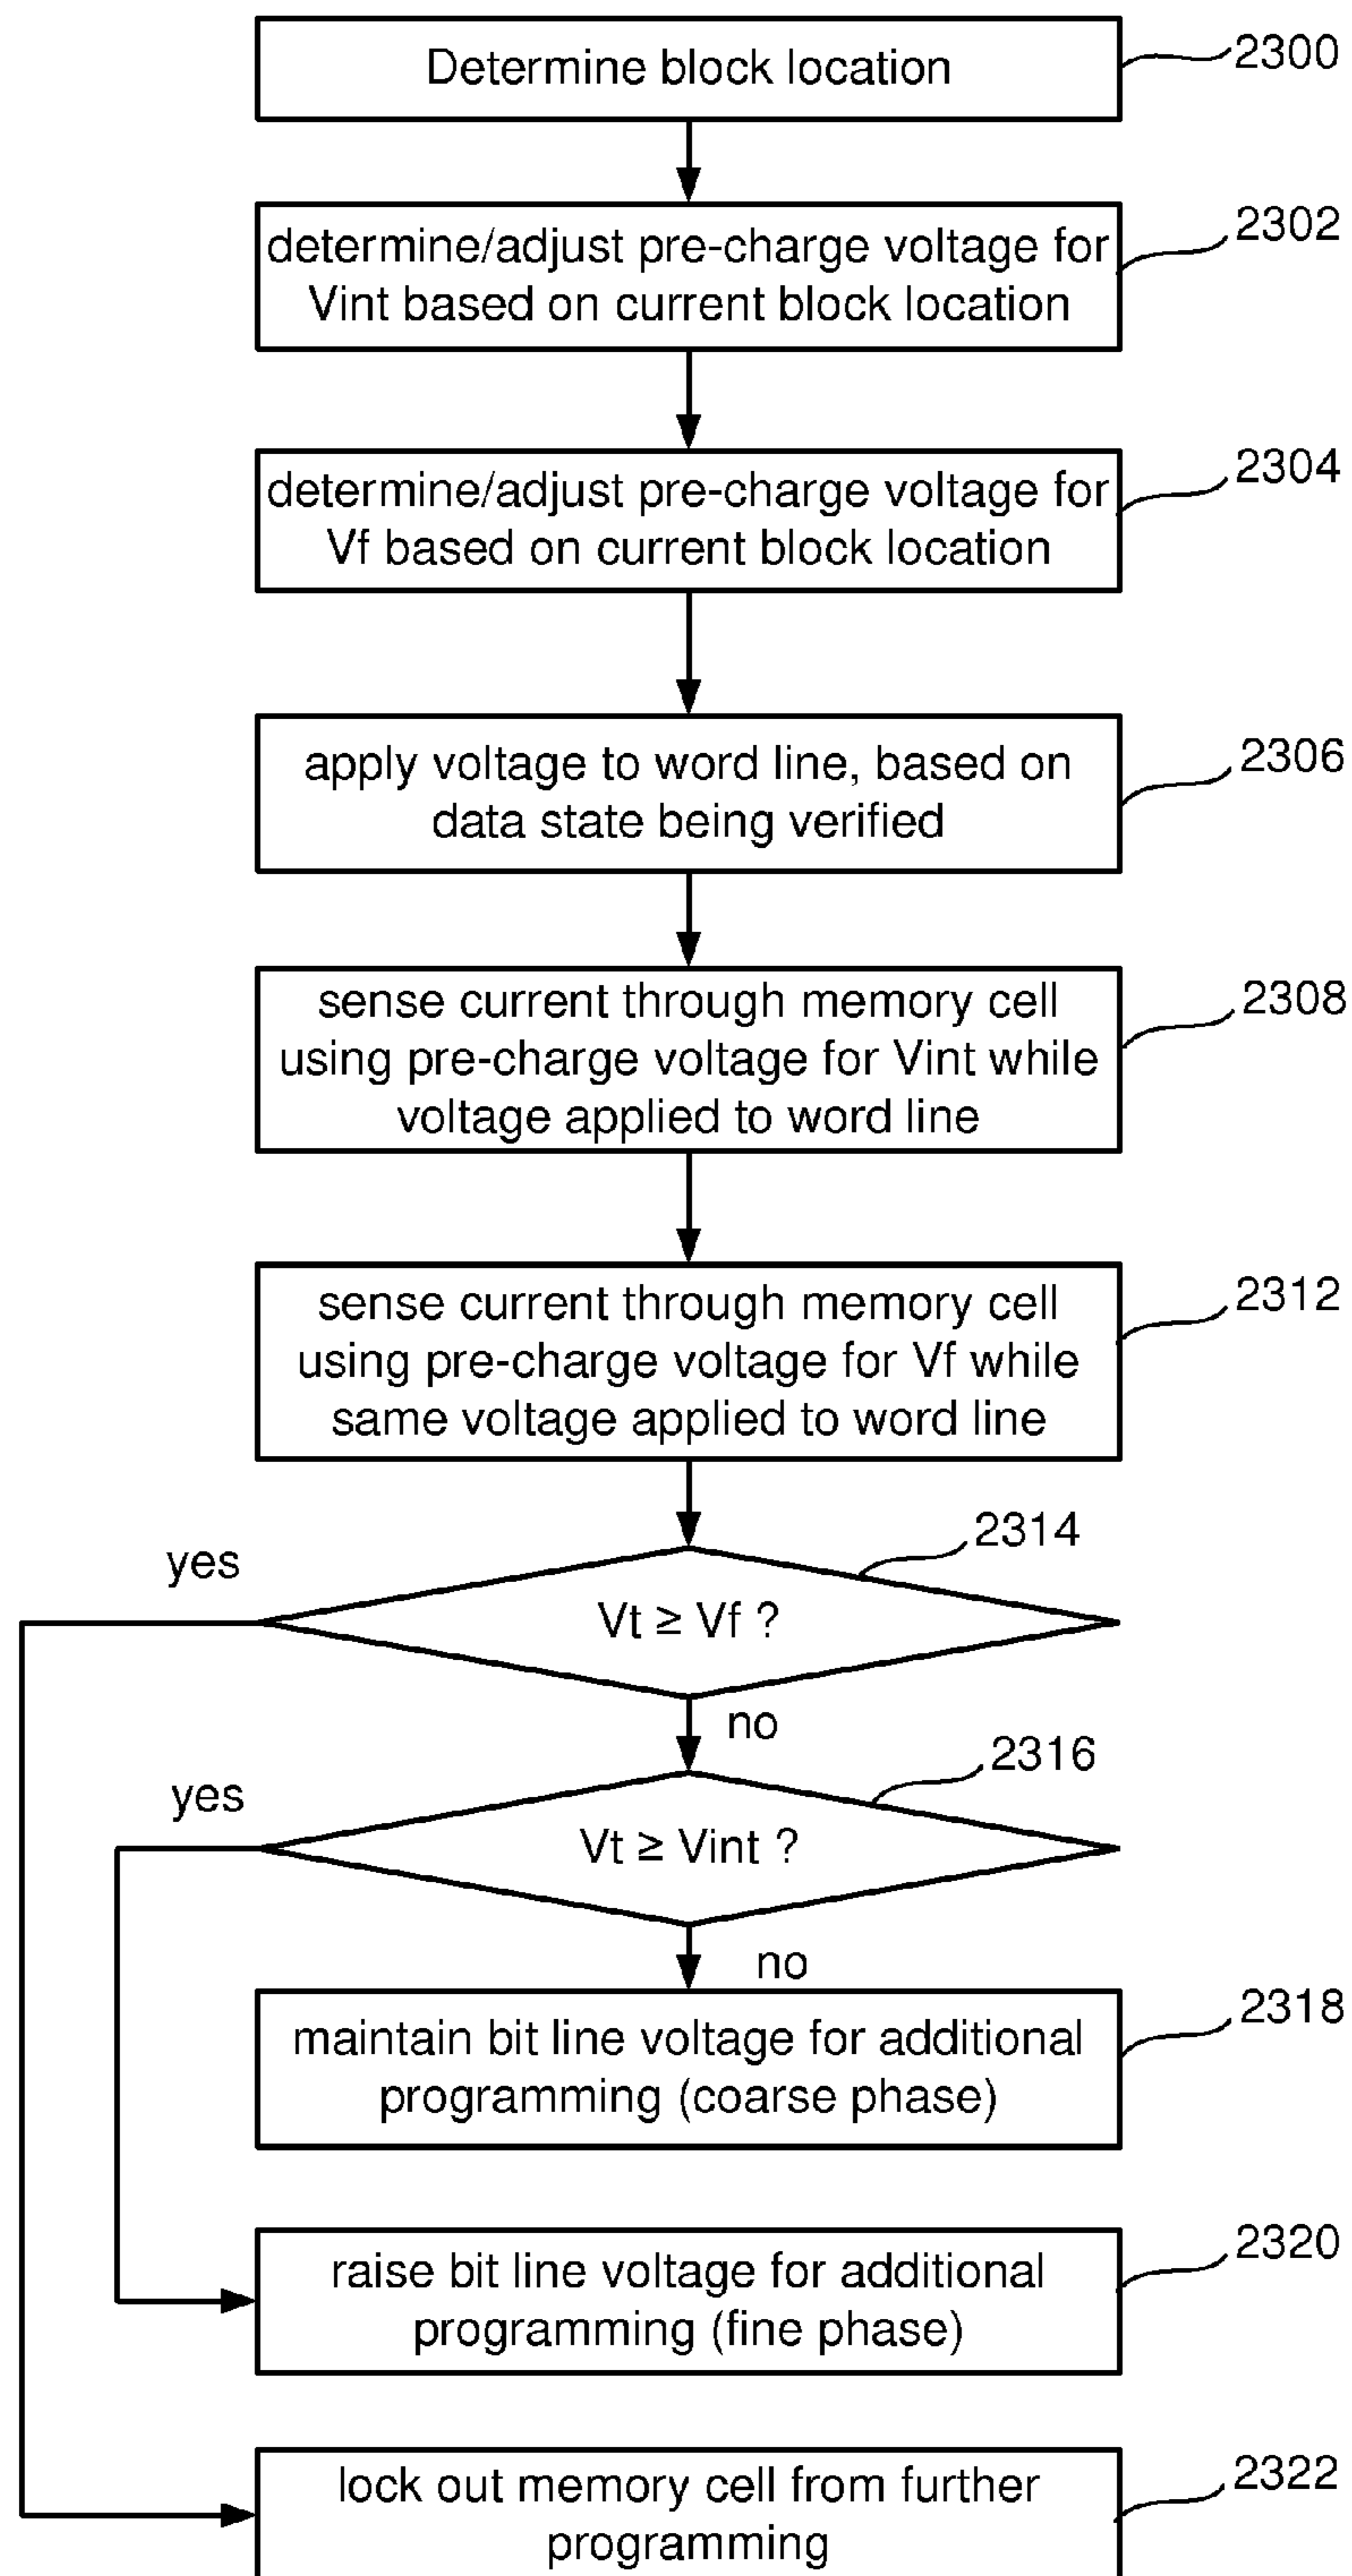 Determine block location
2300
determine/adjust pre-charge voltage for
Vint based on current block location
2302
determine/adjust pre-charge voltage for
Vf based on current block location
2304
apply voltage to word line, based on
data state being verified
2306
sense current through memory cell
using pre-charge voltage for Vint while
voltage applied to word line
2308
sense current through memory cell
using pre-charge voltage for Vf while
same voltage applied to word line
2312
2314
yes
Vt ≥ Vf ?
no
2316
yes
Vt ≥ Vint ?
no
maintain bit line voltage for additional
programming (coarse phase)
2318
raise bit line voltage for additional
programming (fine phase)
2320
lock out memory cell from further
programming
2322